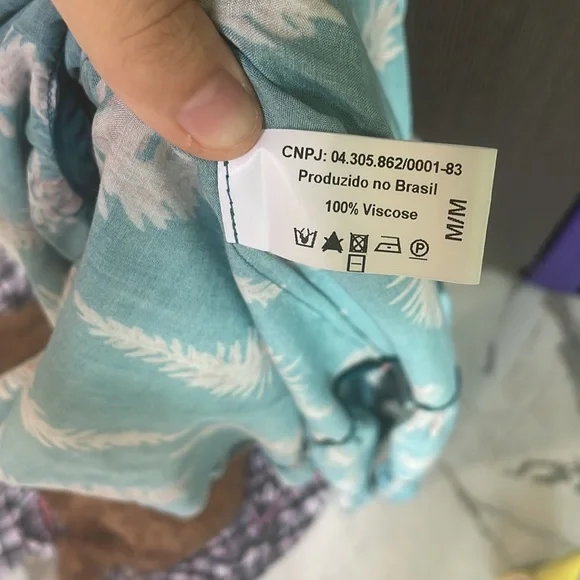 CNPJ: 04.305.862/0001-83
Produzido no Brasil
100% Viscose
P
M/M